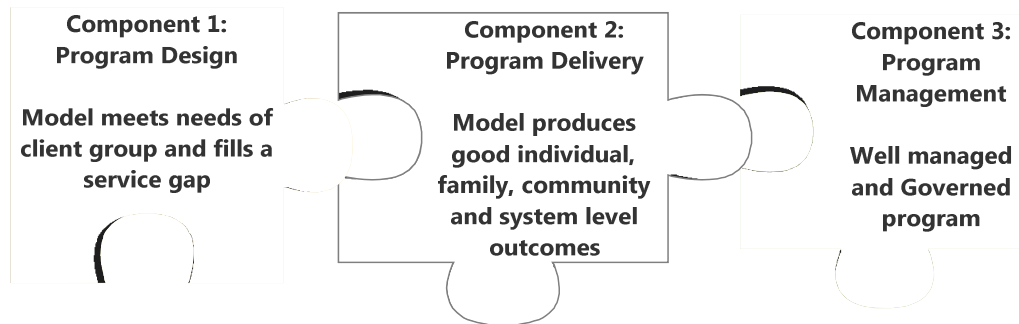 Component 1:
Program Design
Model meets needs of
client group and fills a
service gap
Component 2:
Program Delivery
Model produces
good individual,
family, community
and system level
outcomes
Component 3:
Program
Management
Well managed
and Governed
program